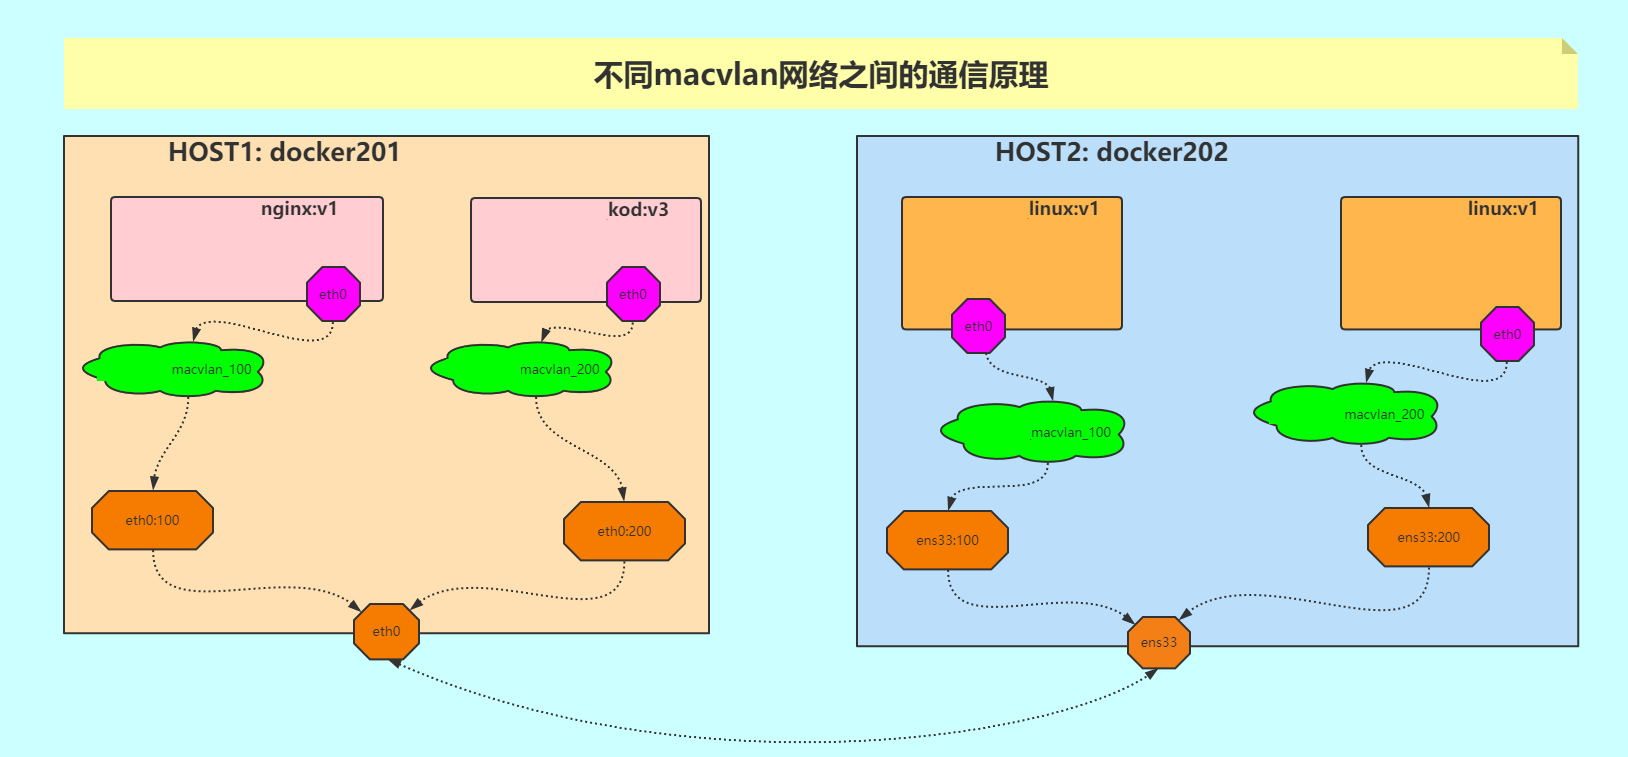 不同macvlan网络之间的通信原理
HOST1: docker201
nginx:v1
kod:v3
eth0
eth0
macvlan_100
macvlan_200
eth0:100
eth0:200
eth0
HOST2: docker202
linux:v1
linux:v1
eth0
eth0
macvlan_100
macvlan_200
ens33:100
ens33:200
ens33